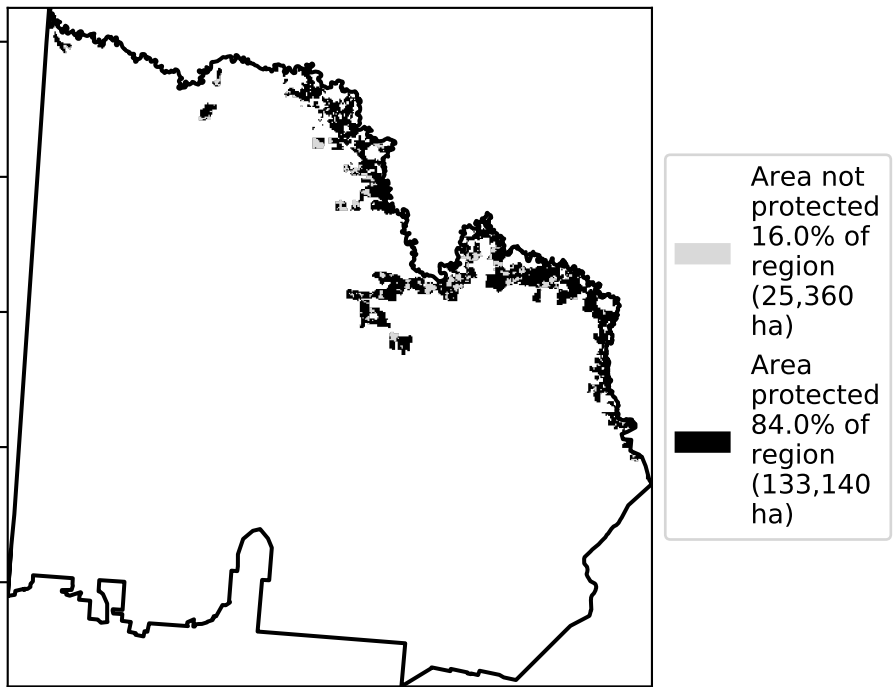 Area not
protected
16.0% of
region
(25,360
ha)
Area
protected
84.0% of
region
(133,140
ha)